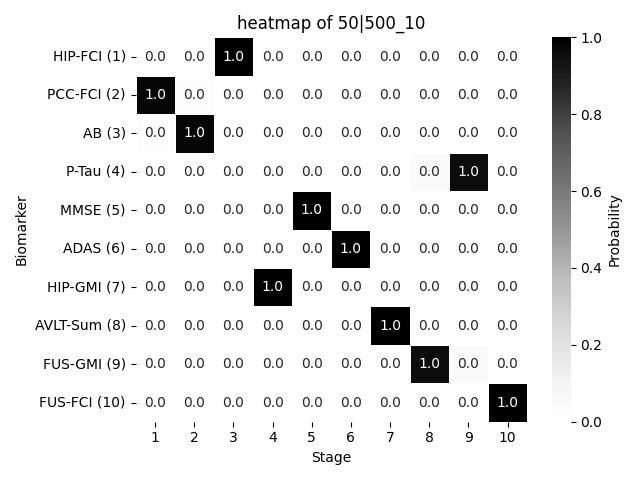 heatmap of 50|500_10
HIP-FCI (1) 0.0 0.0 1.0 0.0 0.0 0.0 0.0 0.0 0.0 0.0
PCC-FCI (2) 1.0 0.0 0.0 0.0 0.0 0.0 0.0 0.0 0.0 0.0
AB (3) 0.0 1.0 0.0 0.0 0.0 0.0 0.0 0.0 0.0 0.0
P-Tau (4) 0.0 0.0 0.0 0.0 0.0 0.0 0.0 0.0 1.0 0.0
MMSE (5) 0.0 0.0 0.0 0.0 1.0 0.0 0.0 0.0 0.0 0.0
ADAS (6) 0.0 0.0 0.0 0.0 0.0 1.0 0.0 0.0 0.0 0.0
HIP-GMI (7) 0.0 0.0 0.0 1.0 0.0 0.0 0.0 0.0 0.0 0.0
AVLT-Sum (8) 0.0 0.0 0.0 0.0 0.0 0.0 1.0 0.0 0.0 0.0
FUS-GMI (9) 0.0 0.0 0.0 0.0 0.0 0.0 0.0 1.0 0.0 0.0
FUS-FCI (10) 0.0 0.0 0.0 0.0 0.0 0.0 0.0 0.0 0.0 1.0
1 2 3 4 5 6 7 8 9 10
Stage
Biomarker
1.0
0.8
0.6
0.4
0.2
0.0
Probability